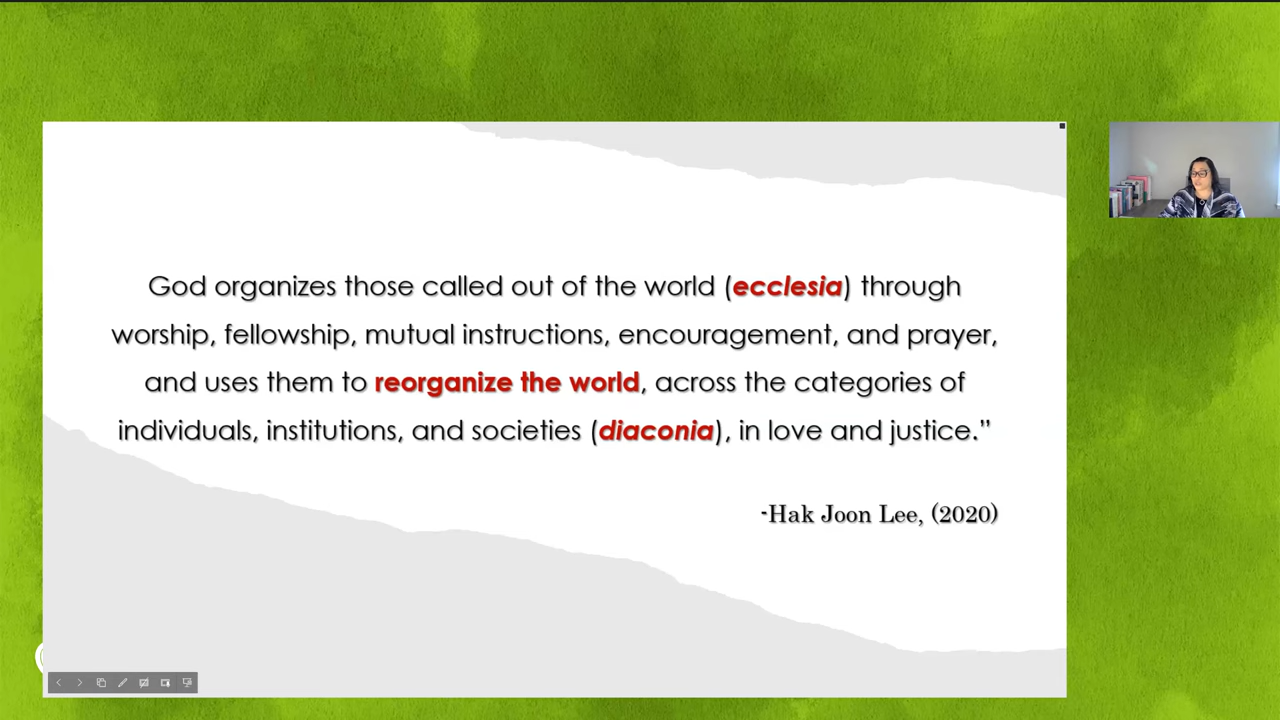 God organizes those called out of the world (ecclesia) through
worship, fellowship, mutual instructions, encouragement, and prayer,
and uses them to reorganize the world, across the categories of
individuals, institutions, and societies (diaconia), in love and justice.”
-Hak Joon Lee, (2020)